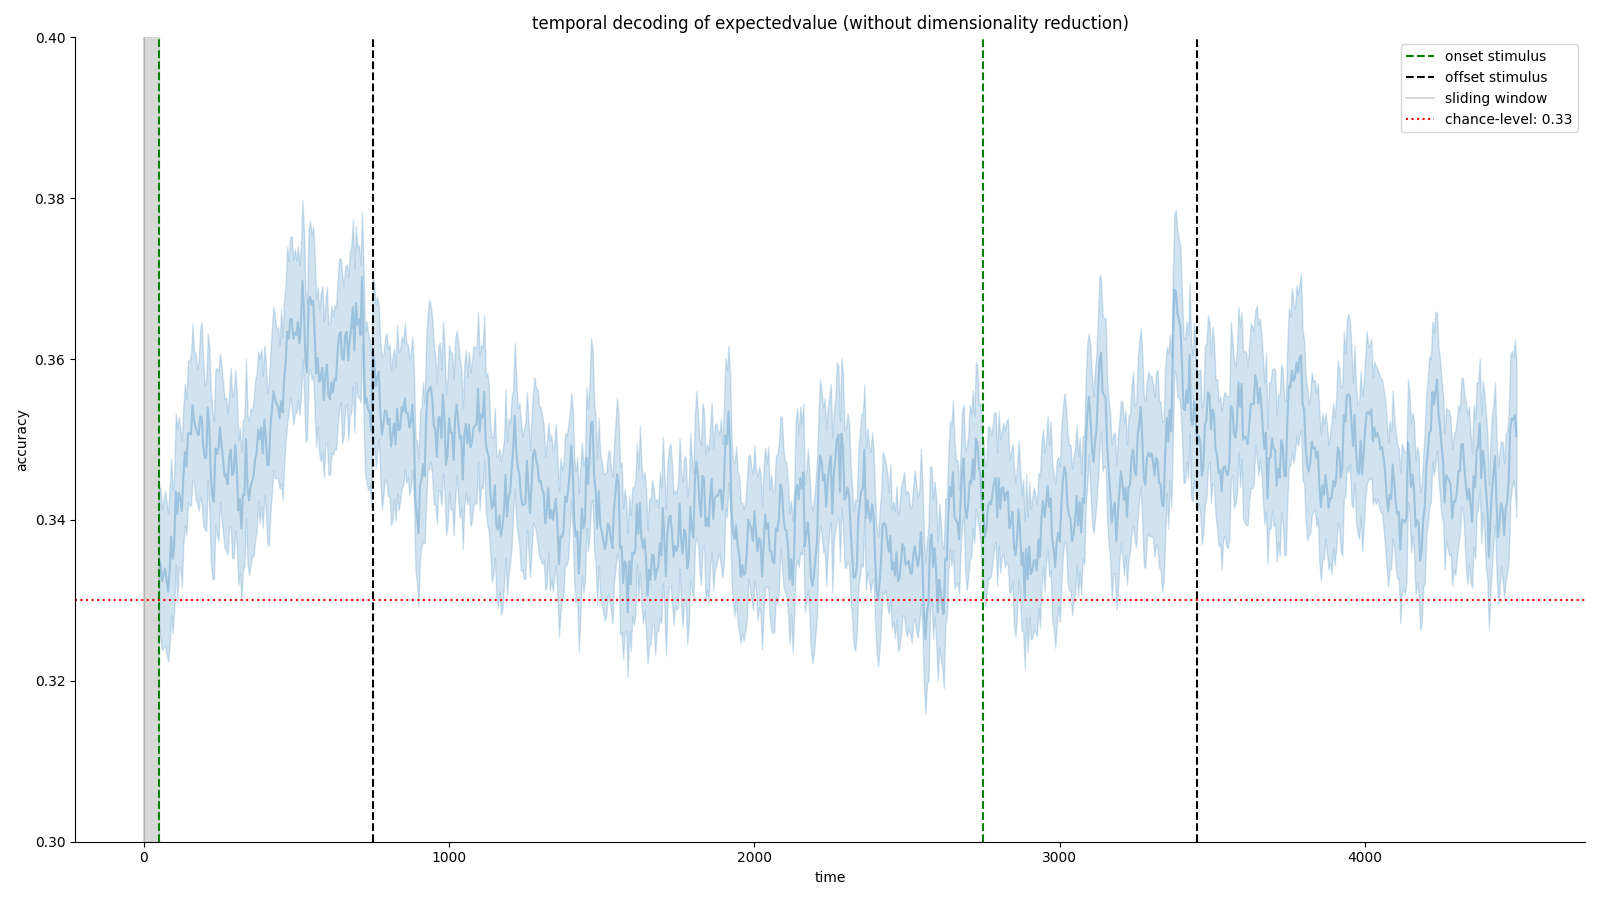 temporal decoding of expectedvalue (without dimensionality reduction)
0.40
0.38
0.36
0.34
0.32
0.30
accuracy
0
1000
2000
3000
4000
time
onset stimulus
offset stimulus
sliding window
chance-level: 0.33